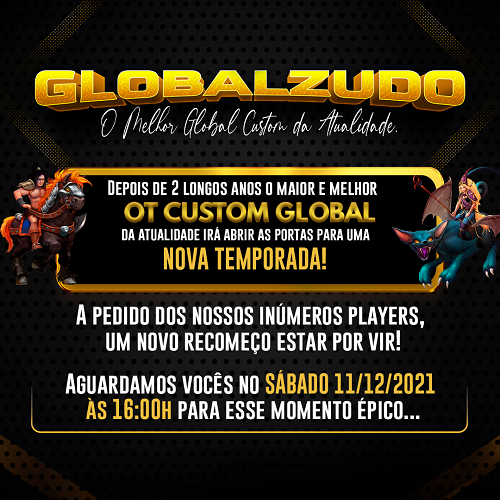 GLOBALZUDO
O Melhor Global Custom da Atualidade.
DEPOIS DE 2 LONGOS ANOS O MAIOR E MELHOR
OT CUSTOM GLOBAL
DA ATUALIDADE IRÁ ABRIR AS PORTAS PARA UMA
NOVA TEMPORADA!
A PEDIDO DOS NOSSOS INÚMEROS PLAYERS,
UM NOVO RECOMEÇO ESTAR POR VIR!
AGUARDAMOS VOCÊS NO SÁBADO 11/12/2021
ÀS 16:00H PARA ESSE MOMENTO ÉPICO...